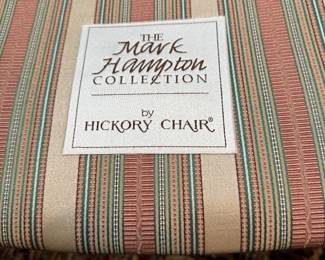 THE
Mark
Hampton
COLLECTION
by
HICKORY CHAIR®